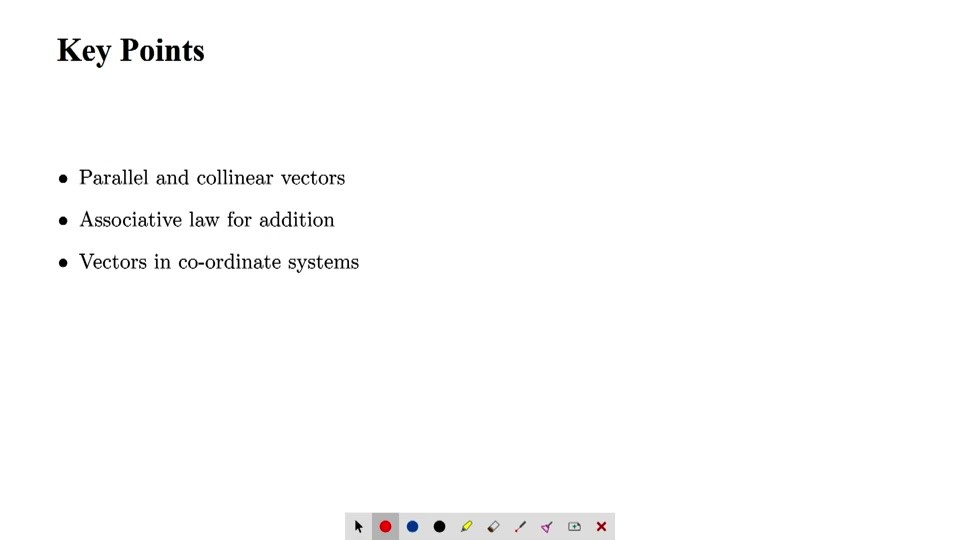 Key Points
• Parallel and collinear vectors
• Associative law for addition
• Vectors in co-ordinate systems